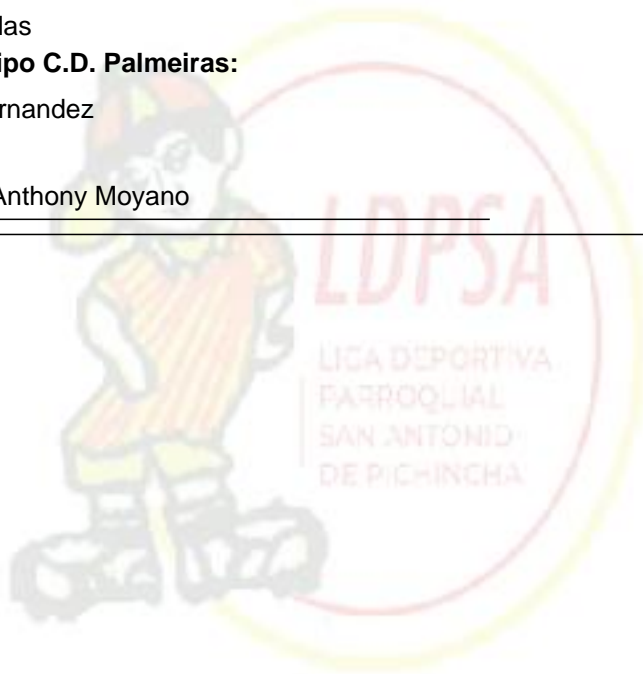 las
ipo C.D. Palmeiras:
rnandez
Anthony Moyano
LDPSA
LIGA DEPORTIVA
PARROQUIAL
SAN ANTONIO
DE PICHINCHA